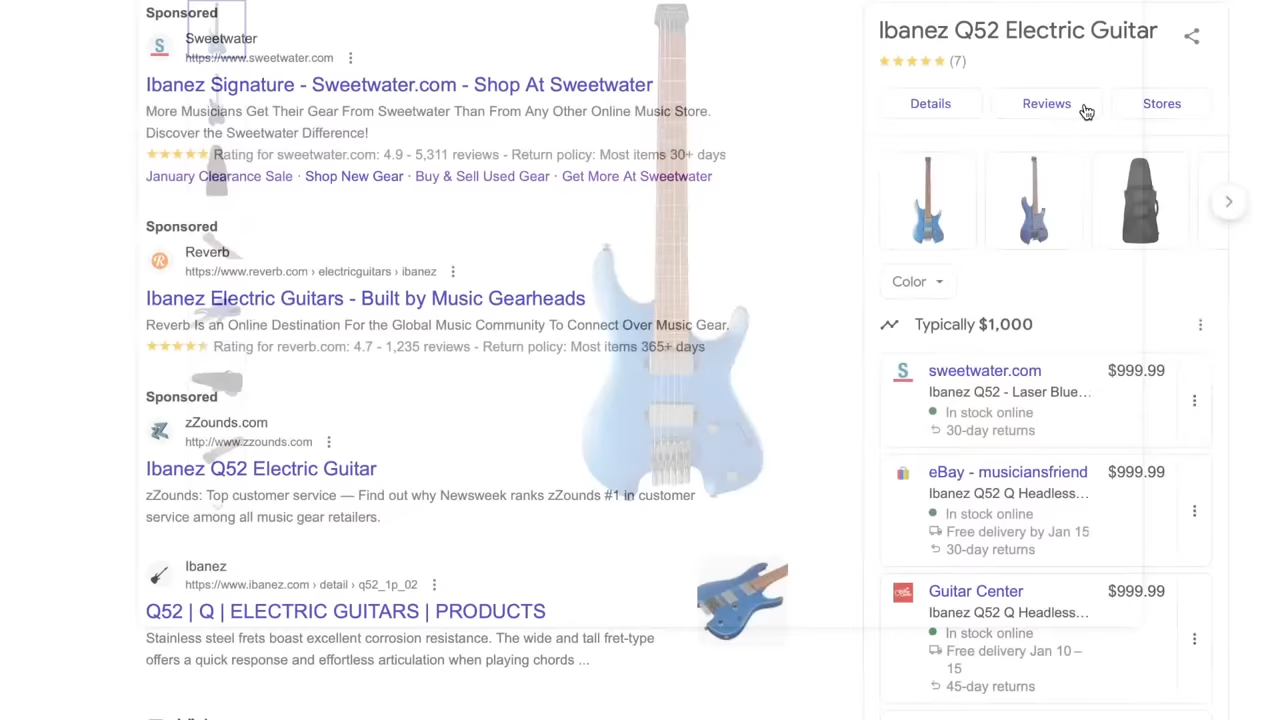 Sponsored
Sweetwater
https://www.sweetwater.com
Ibanez Signature - Sweetwater.com - Shop At Sweetwater
More Musicians Get Their Gear From Sweetwater Than From Any Other Online Music Store.
Discover the Sweetwater Difference!
Rating for sweetwater.com: 4.9 - 5,311 reviews - Return policy: Most items 30+ days
January Clearance Sale · Shop New Gear · Buy & Sell Used Gear · Get More At Sweetwater
Sponsored
Reverb
https://www.reverb.com › electricguitars › ibanez
Ibanez Electric Guitars - Built by Music Gearheads
Reverb Is an Online Destination For the Global Music Community To Connect Over Music Gear.
Rating for reverb.com: 4.7 - 1,235 reviews - Return policy: Most items 365+ days
Sponsored
zZounds.com
http://www.zzounds.com
Ibanez Q52 Electric Guitar
zZounds: Top customer service — Find out why Newsweek ranks zZounds #1 in customer
service among all music gear retailers.
Ibanez
https://www.ibanez.com › detail › q52_1p_02
Q52 | Q | ELECTRIC GUITARS | PRODUCTS
Stainless steel frets boast excellent corrosion resistance. The wide and tall fret-type
offers a quick response and effortless articulation when playing chords ...
Ibanez Q52 Electric Guitar
(7)
Details Reviews Stores
Color
Typically $1,000
sweetwater.com $999.99
Ibanez Q52 - Laser Blue…
In stock online
30-day returns
eBay - musiciansfriend $999.99
Ibanez Q52 Q Headless…
In stock online
Free delivery by Jan 15
30-day returns
Guitar Center $999.99
Ibanez Q52 Q Headless…
In stock online
Free delivery Jan 10 –
15
45-day returns